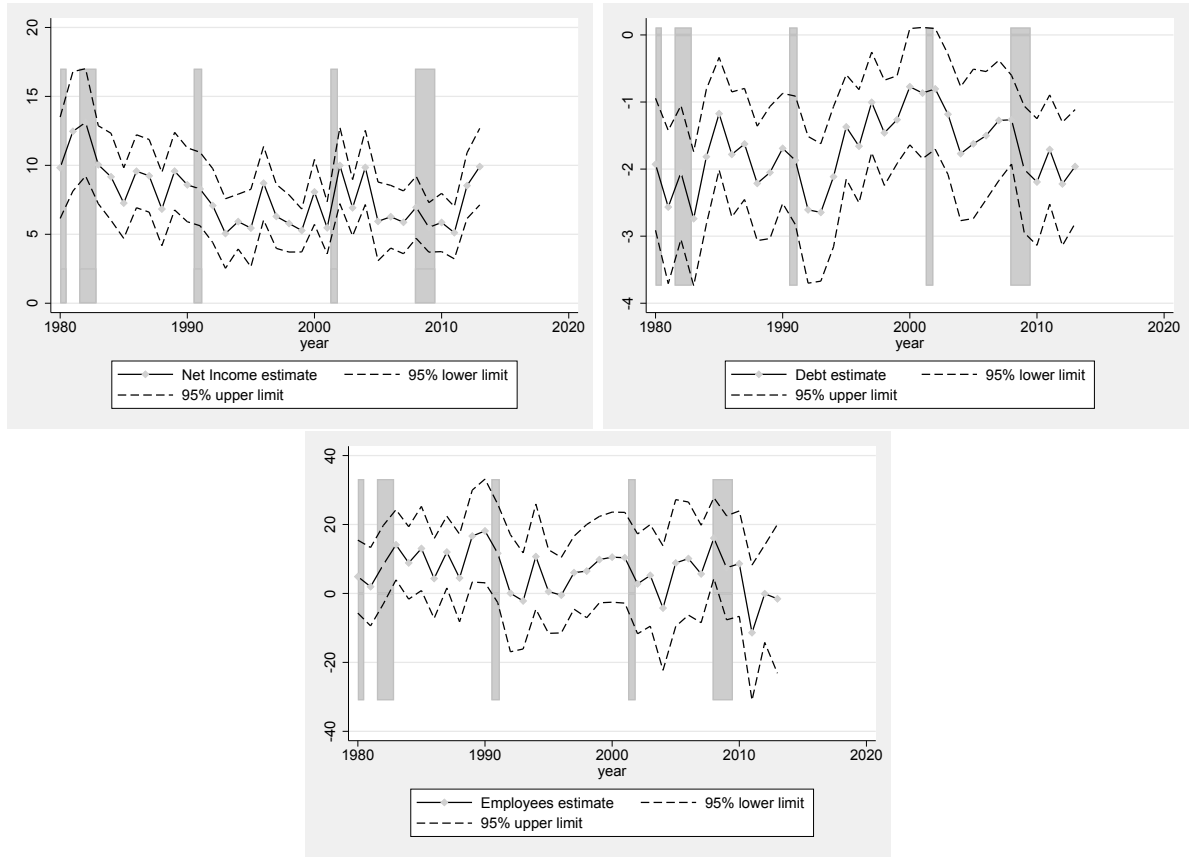 20
15
10
5
0
1980 1990 2000 2010 2020
year
Net Income estimate 95% lower limit
95% upper limit
0
-1
-2
-3
-4
1980 1990 2000 2010 2020
year
Debt estimate 95% lower limit
95% upper limit
40
20
0
-20
-40
1980 1990 2000 2010 2020
year
Employees estimate 95% lower limit
95% upper limit